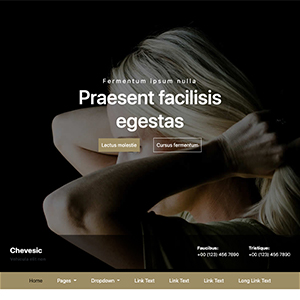 Fermentum ipsum nulla
Praesent facilisis
egestas
Lectus molestie
Cursus fermentum
Chevesic
Faucibus:
+00 (123) 456 7890
Tristique:
+00 (123) 456 7890
Home
Pages
Dropdown
Link Text
Link Text
Link Text
Long Link Text